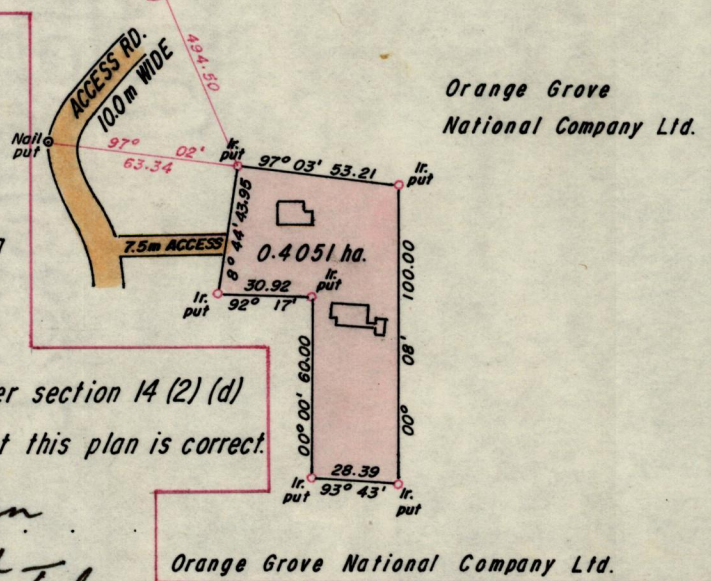 ACCESS RD.
10.0 m WIDE
494.50
Orange Grove
National Company Ltd.
Nail put
97° 02'
63.34
Ir. put
97° 03' 53.21
Ir. put
8° 44' 43.95
7.5m ACCESS
0.4051 ha.
100.00
00° 08'
Ir. put
30.92
92° 17'
Ir. put
60.00
00° 00'
er section 14 (2) (d)
t this plan is correct.
28.39
93° 43'
Ir. put
Ir. put
Orange Grove National Company Ltd.